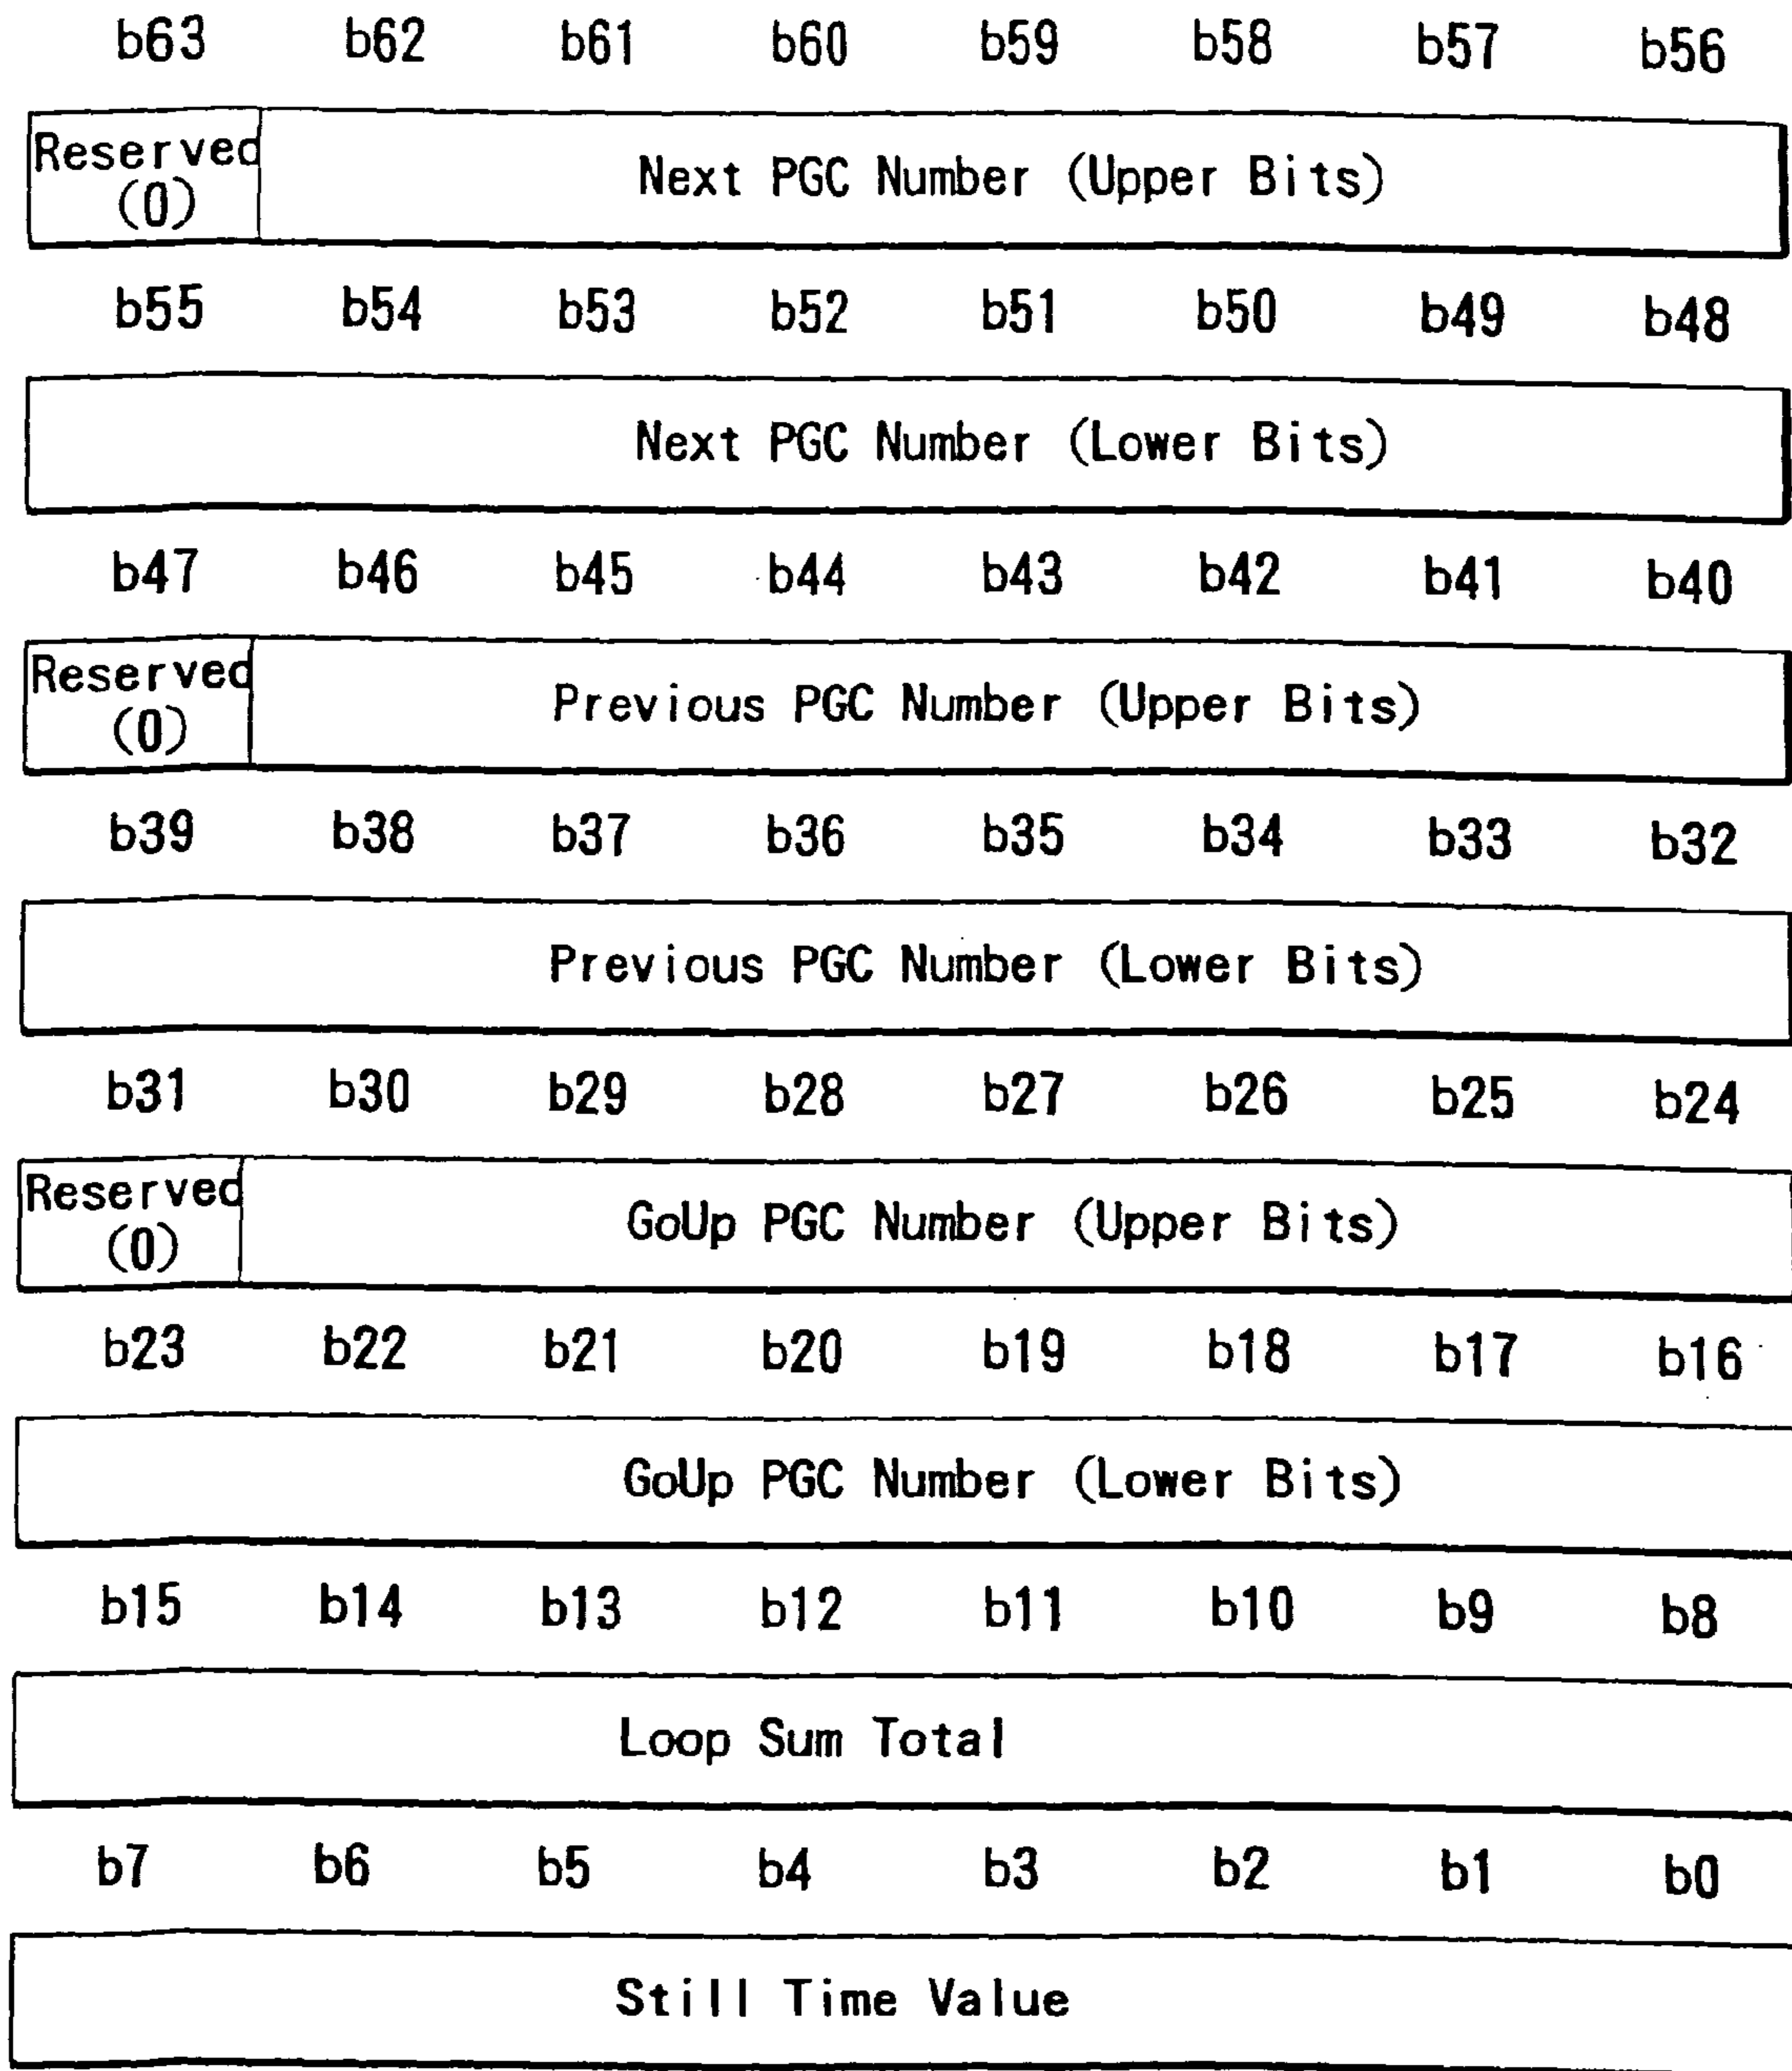 b63 b62 b61 b60 b59 b58 b57 b56
Reserved
(0)
Next PGC Number (Upper Bits)
b55 b54 b53 b52 b51 b50 b49 b48
Next PGC Number (Lower Bits)
b47 b46 b45 b44 b43 b42 b41 b40
Reserved
(0)
Previous PGC Number (Upper Bits)
b39 b38 b37 b36 b35 b34 b33 b32
Previous PGC Number (Lower Bits)
b31 b30 b29 b28 b27 b26 b25 b24
Reserved
(0)
GoUp PGC Number (Upper Bits)
b23 b22 b21 b20 b19 b18 b17 b16
GoUp PGC Number (Lower Bits)
b15 b14 b13 b12 b11 b10 b9 b8
Loop Sum Total
b7 b6 b5 b4 b3 b2 b1 b0
Still Time Value